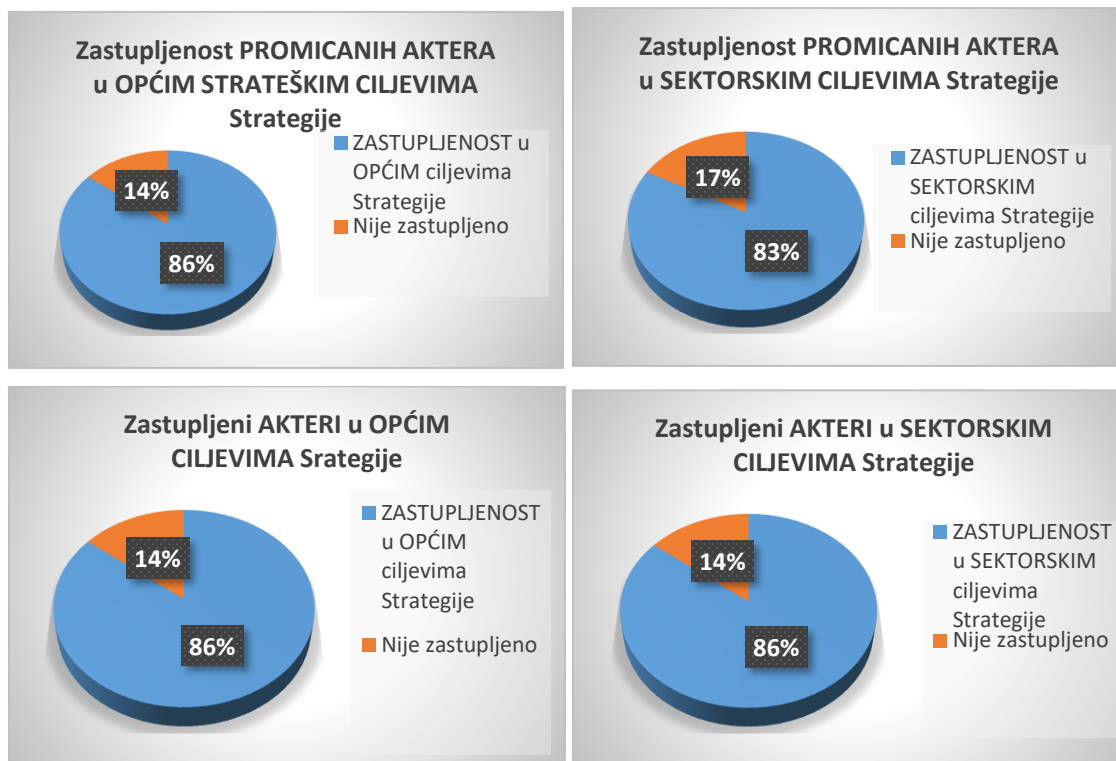 Zastupljenost PROMICANIH AKTERA
u OPĆIM STRATEŠKIM CILJEVIMA
Strategije
ZASTUPLJENOST u
OPĆIM ciljevima
Strategije
Nije zastupljeno
14%
86%
Zastupljenost PROMICANIH AKTERA
u SEKTORSKIM CILJEVIMA Strategije
ZASTUPLJENOST u
SEKTORSKIM
ciljevima Strategije
Nije zastupljeno
17%
83%
Zastupljeni AKTERI u OPĆIM
CILJEVIMA Srategije
ZASTUPLJENOST
u OPĆIM
ciljevima
Strategije
Nije zastupljeno
14%
86%
Zastupljeni AKTERI u SEKTORSKIM
CILJEVIMA Strategije
ZASTUPLJENOST
u SEKTORSKIM
ciljevima
Strategije
Nije zastupljeno
14%
86%